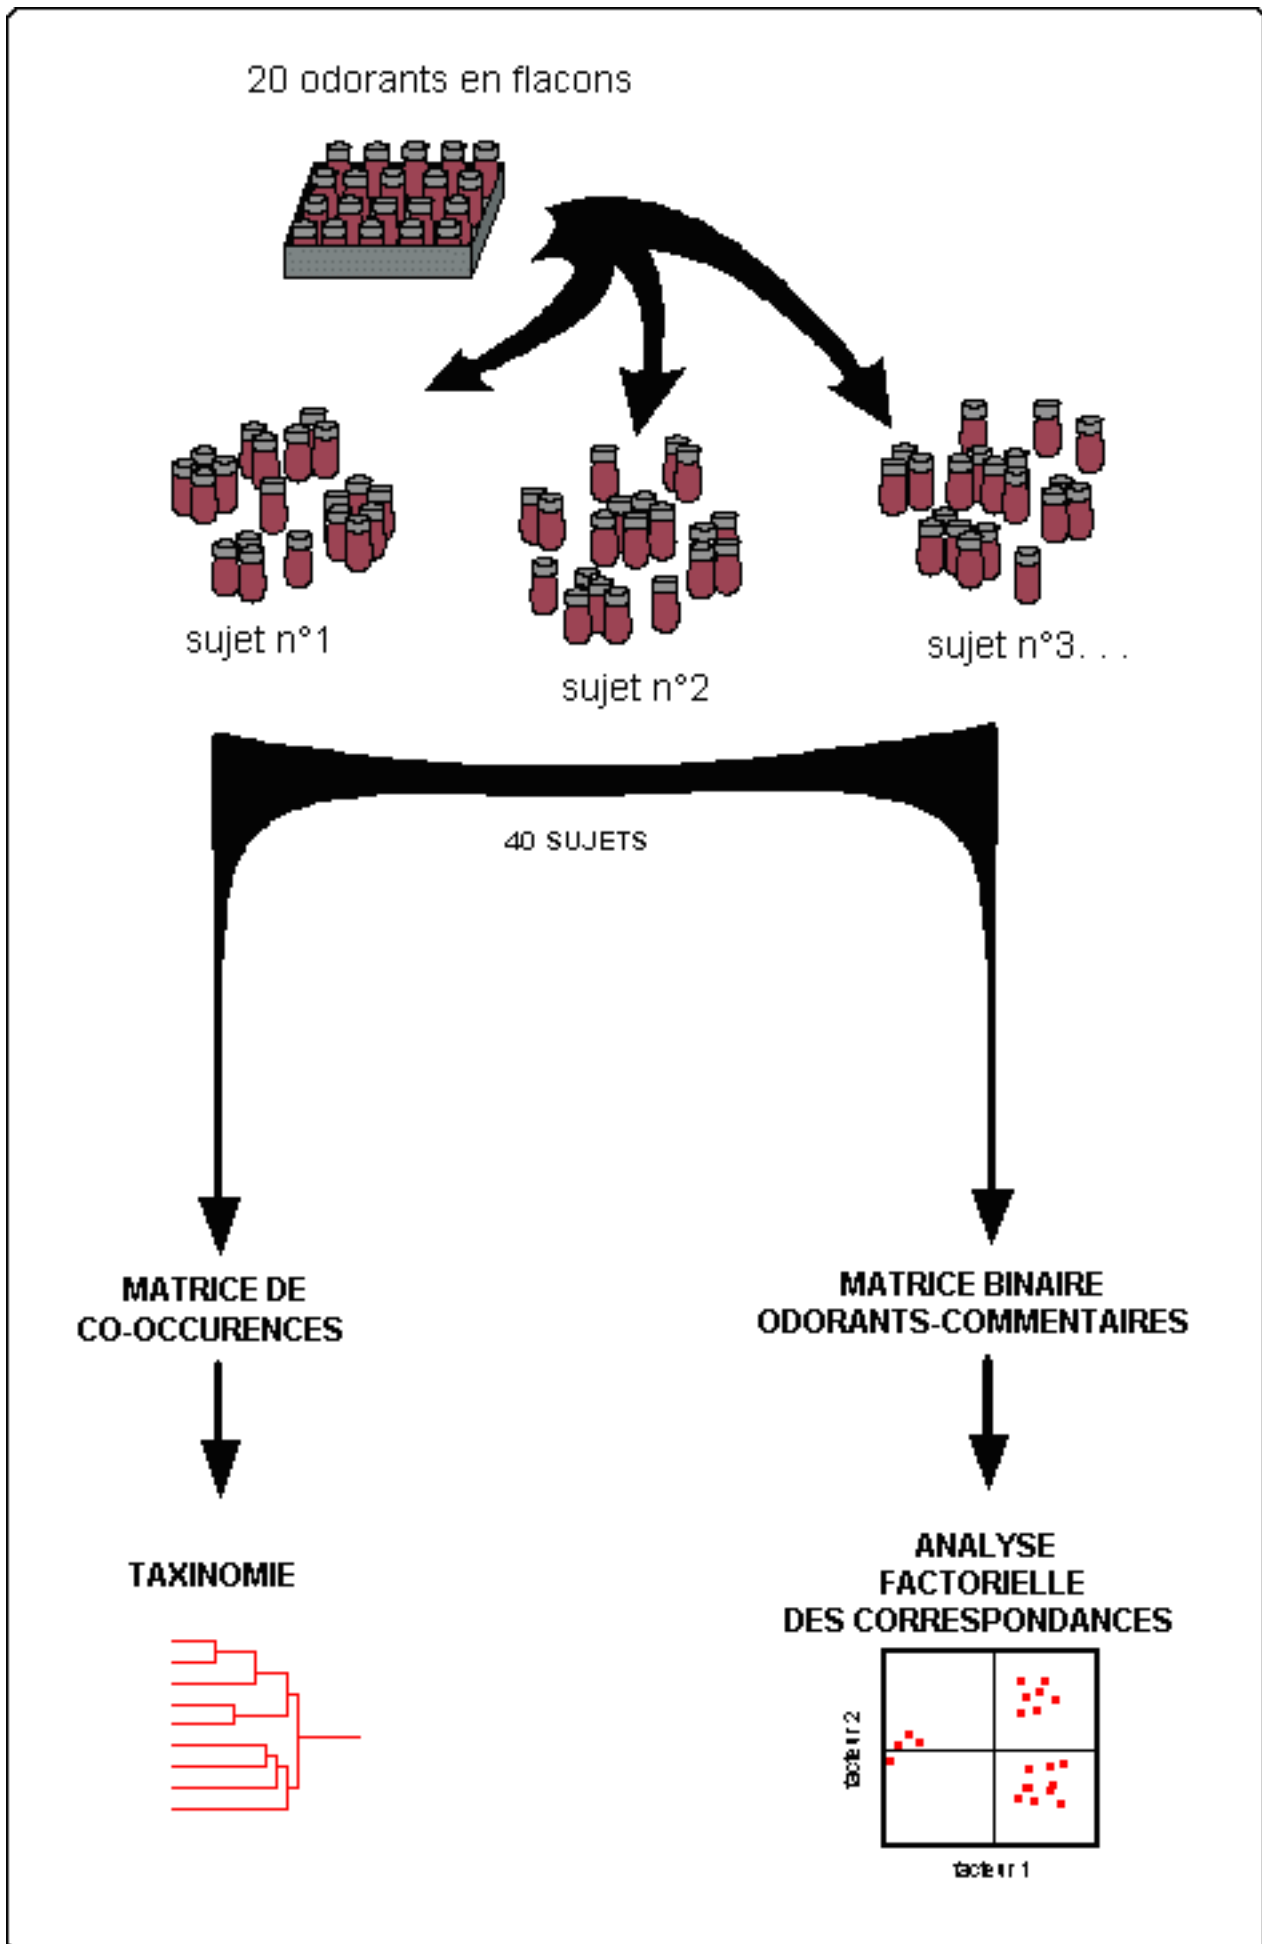 20 odorants en flacons
sujet n°1
sujet n°2
sujet n°3. . .
40 SUJETS
MATRICE DE
CO-OCCURENCES
MATRICE BINAIRE
ODORANTS-COMMENTAIRES
TAXINOMIE
ANALYSE
FACTORIELLE
DES CORRESPONDANCES
facteur 2
facteur 1